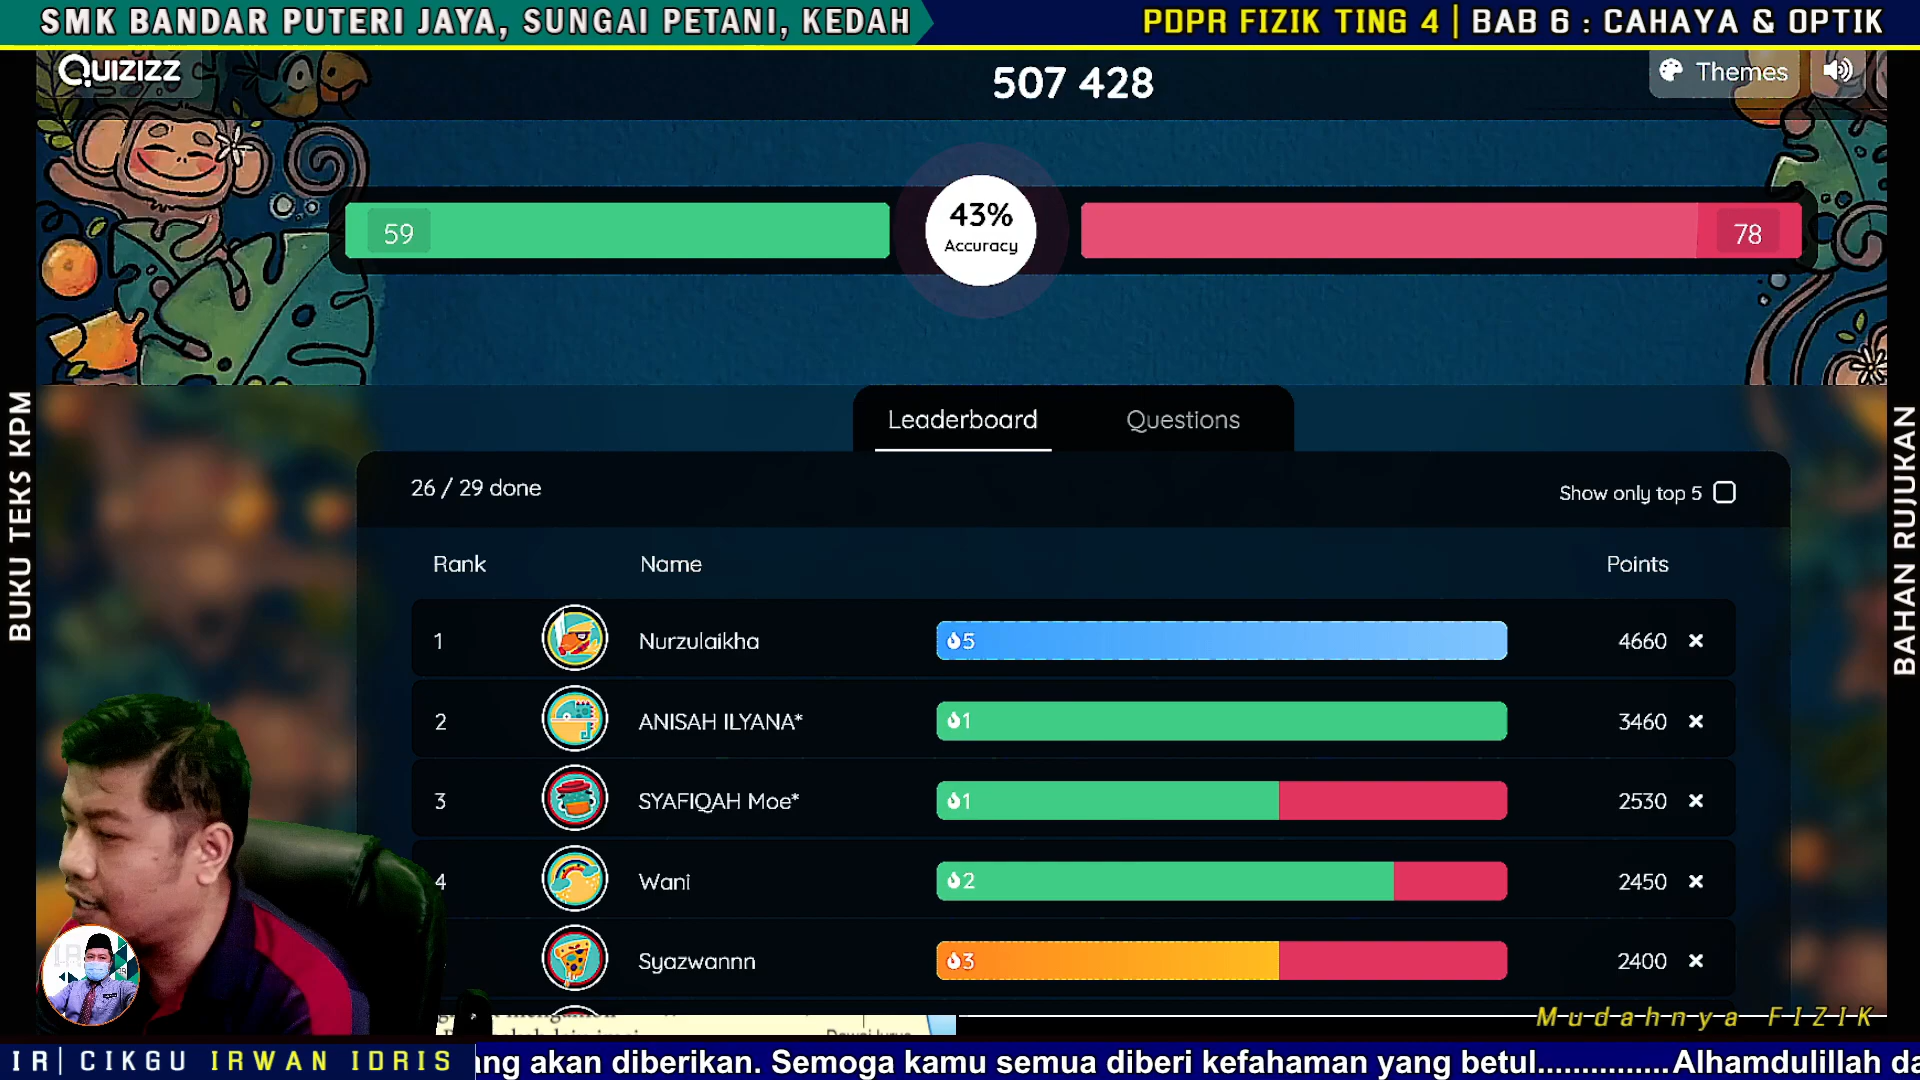 SMK BANDAR PUTERI JAYA, SUNGAI PETANI, KEDAH
PDPR FIZIK TING 4 | BAB 6 : CAHAYA & OPTIK
Quizizz
507 428
Themes
59
43%
Accuracy
78
BUKU TEKS KPM
BAHAN RUJUKAN
Leaderboard
Questions
26 / 29 done
Show only top 5
Rank Name Points
1 Nurzulaikha 5 4660
2 ANISAH ILYANA* 1 3460
3 SYAFIQAH Moe* 1 2530
4 Wani 2 2450
Syazwannn 3 2400
Mudahnya FIZIK
IR| CIKGU IRWAN IDRIS
ang akan diberikan. Semoga kamu semua diberi kefahaman yang betul...............Alhamdulillah da